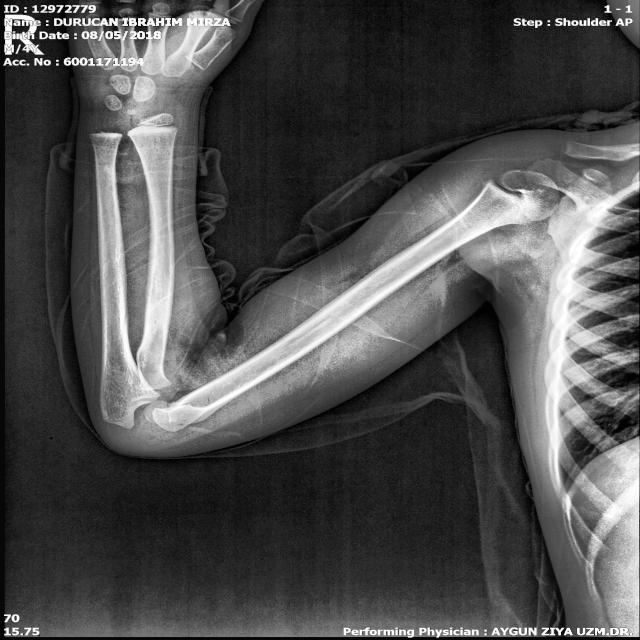 ID : 12972779
1 - 1
Name : DURUCAN IBRAHIM MIRZA
Step : Shoulder AP
Birth Date : 08/05/2018
R
Acc. No : 6001171194
70
15.75
Performing Physician : AYGUN ZIYA UZM.DR.